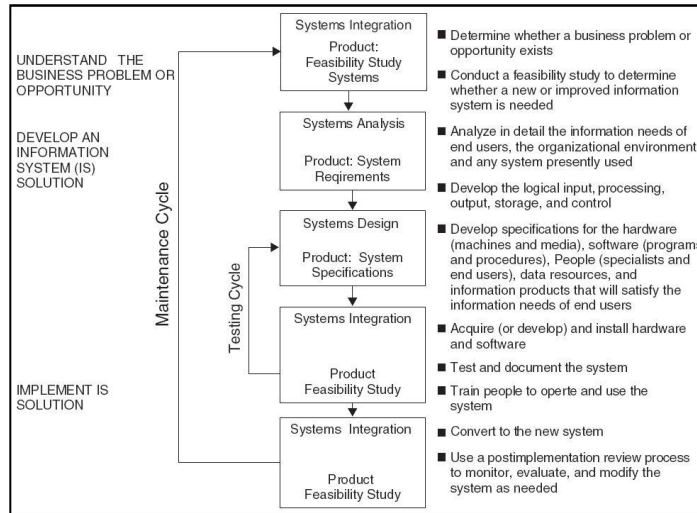 UNDERSTAND THE
BUSINESS PROBLEM OR
OPPORTUNITY
DEVELOP AN
INFORMATION
SYSTEM (IS)
SOLUTION
IMPLEMENT IS
SOLUTION
Maintenance Cycle
Testing Cycle
Systems Integration
Product:
Feasibility Study
Systems
Systems Analysis
Product: System
Reqirements
Systems Design
Product: System
Specifications
Systems Integration
Product
Feasibility Study
Systems Integration
Product
Feasibility Study
■ Determine whether a business problem or
opportunity exists
■ Conduct a feasibility study to determine
whether a new or improved information
system is needed
■ Analyze in detail the information needs of
end users, the organizational environment
and any system presently used
■ Develop the logical input, processing,
output, storage, and control
■ Develop specifications for the hardware
(machines and media), software (programs
and procedures), People (specialists and
end users), data resources, and
information products that will satisfy the
information needs of end users
■ Acquire (or develop) and install hardware
and software
■ Test and document the system
■ Train people to operte and use the
system
■ Convert to the new system
■ Use a postimplementation review process
to monitor, evaluate, and modify the
system as needed